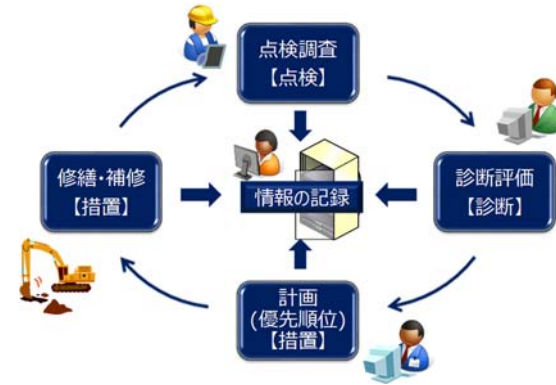 点検調査
【点検】
診断評価
【診断】
計画
(優先順位)
【措置】
修繕・補修
【措置】
情報の記録